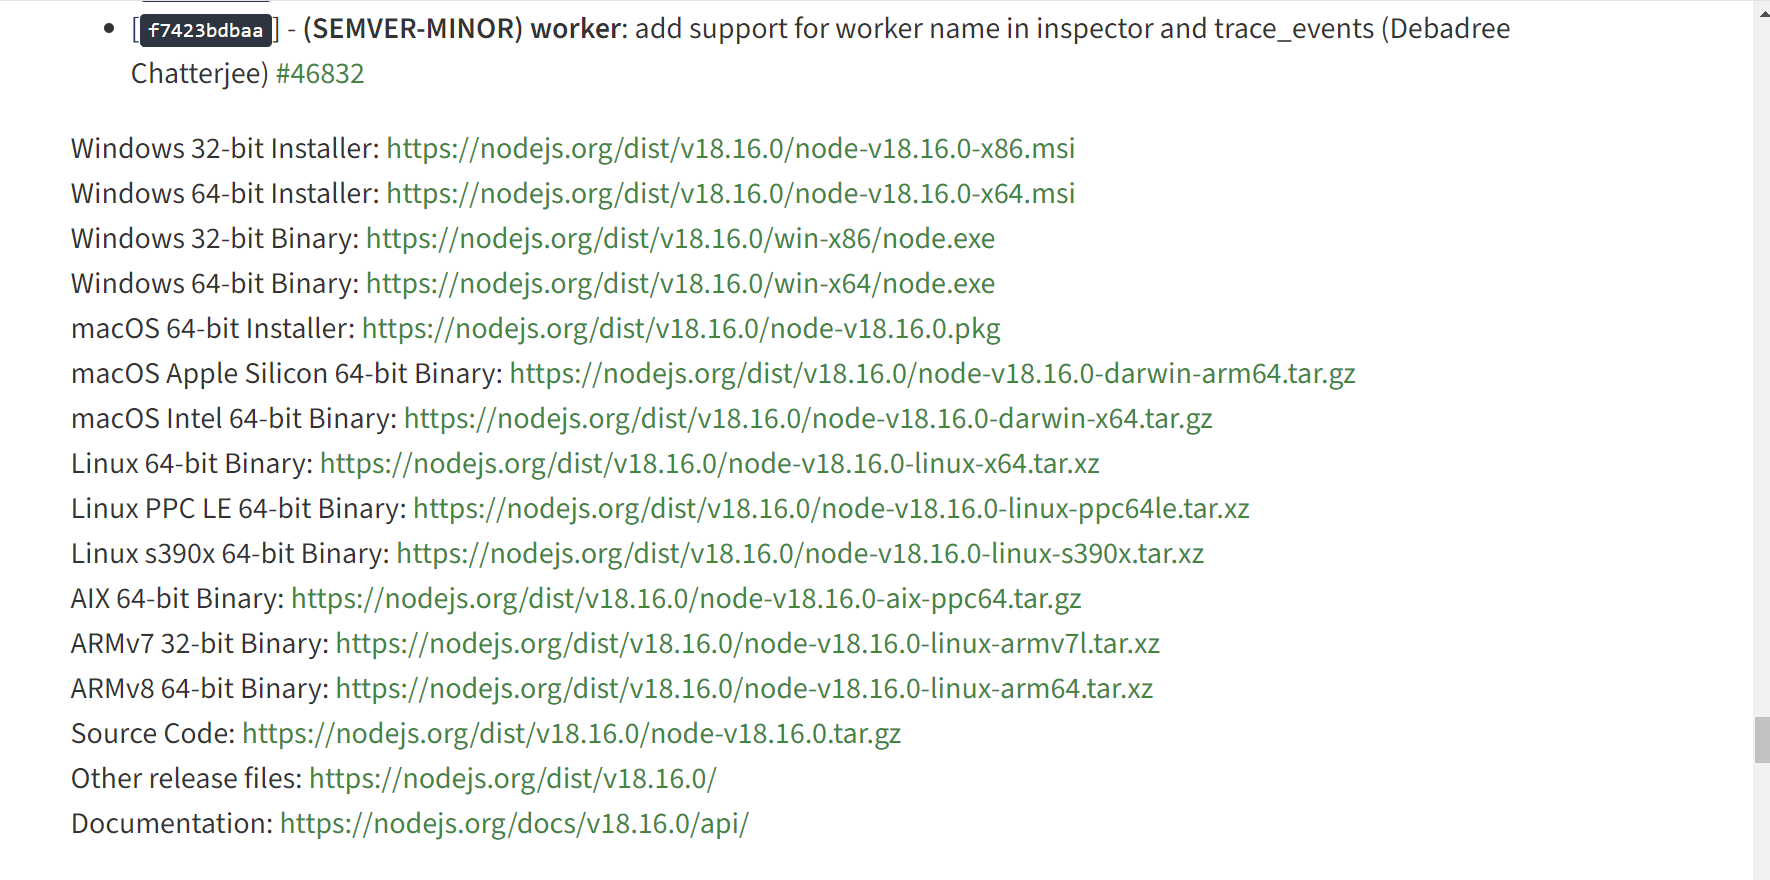 • [f7423bdbaa] - (SEMVER-MINOR) worker: add support for worker name in inspector and trace_events (Debadree
Chatterjee) #46832
Windows 32-bit Installer: https://nodejs.org/dist/v18.16.0/node-v18.16.0-x86.msi
Windows 64-bit Installer: https://nodejs.org/dist/v18.16.0/node-v18.16.0-x64.msi
Windows 32-bit Binary: https://nodejs.org/dist/v18.16.0/win-x86/node.exe
Windows 64-bit Binary: https://nodejs.org/dist/v18.16.0/win-x64/node.exe
macOS 64-bit Installer: https://nodejs.org/dist/v18.16.0/node-v18.16.0.pkg
macOS Apple Silicon 64-bit Binary: https://nodejs.org/dist/v18.16.0/node-v18.16.0-darwin-arm64.tar.gz
macOS Intel 64-bit Binary: https://nodejs.org/dist/v18.16.0/node-v18.16.0-darwin-x64.tar.gz
Linux 64-bit Binary: https://nodejs.org/dist/v18.16.0/node-v18.16.0-linux-x64.tar.xz
Linux PPC LE 64-bit Binary: https://nodejs.org/dist/v18.16.0/node-v18.16.0-linux-ppc64le.tar.xz
Linux s390x 64-bit Binary: https://nodejs.org/dist/v18.16.0/node-v18.16.0-linux-s390x.tar.xz
AIX 64-bit Binary: https://nodejs.org/dist/v18.16.0/node-v18.16.0-aix-ppc64.tar.gz
ARMv7 32-bit Binary: https://nodejs.org/dist/v18.16.0/node-v18.16.0-linux-armv7l.tar.xz
ARMv8 64-bit Binary: https://nodejs.org/dist/v18.16.0/node-v18.16.0-linux-arm64.tar.xz
Source Code: https://nodejs.org/dist/v18.16.0/node-v18.16.0.tar.gz
Other release files: https://nodejs.org/dist/v18.16.0/
Documentation: https://nodejs.org/docs/v18.16.0/api/